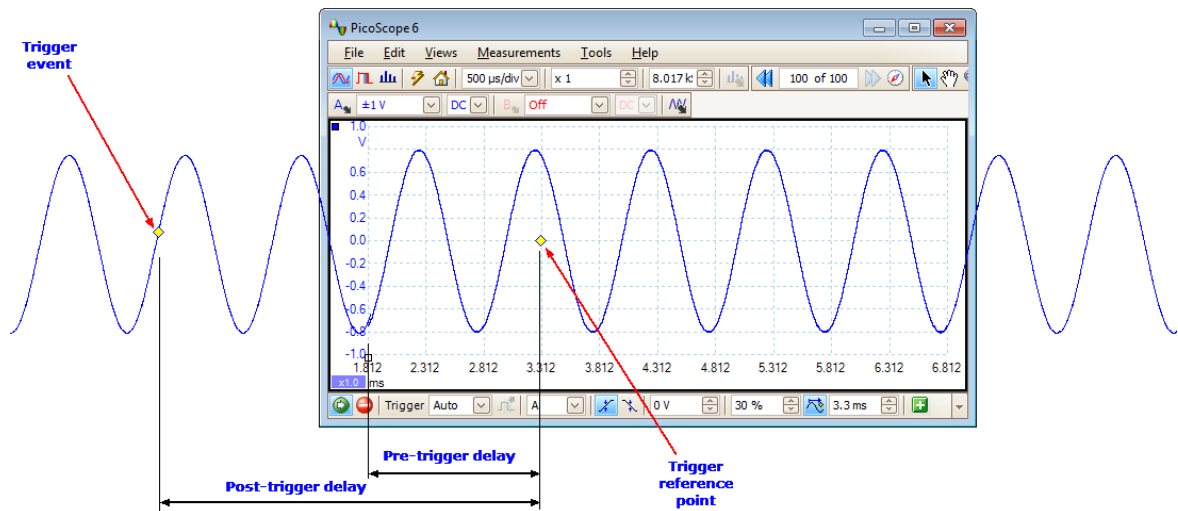 Trigger
event
PicoScope 6
File Edit Views Measurements Tools Help
500 µs/div x 1 8.017 k 100 of 100
A ±1 V DC B Off DC
1.0
V
0.8
0.6
0.4
0.2
0.0
-0.2
-0.4
-0.6
-0.8
-1.0
1.812 2.312 2.812 3.312 3.812 4.312 4.812 5.312 5.812 6.312 6.812
x1.0 ms
Trigger Auto A 0 V 30 % 3.3 ms
Pre-trigger delay
Trigger
reference
point
Post-trigger delay